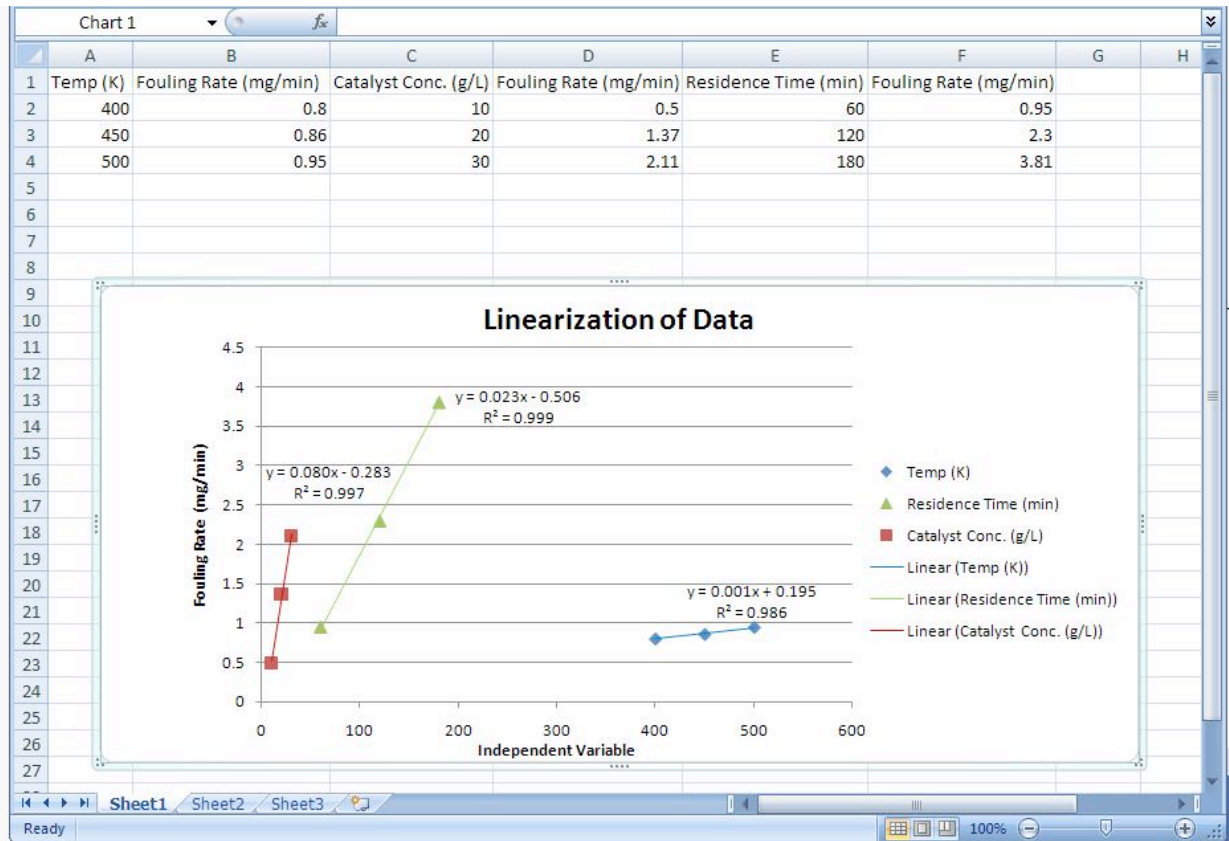 Chart 1
fx
A B C D E F G H
1 Temp (K) Fouling Rate (mg/min) Catalyst Conc. (g/L) Fouling Rate (mg/min) Residence Time (min) Fouling Rate (mg/min)
2 400 0.8 10 0.5 60 0.95
3 450 0.86 20 1.37 120 2.3
4 500 0.95 30 2.11 180 3.81
5
6
7
8
9
10
11
12
13
14
15
16
17
18
19
20
21
22
23
24
25
26
27
Linearization of Data
4.5
4
3.5
3
2.5
2
1.5
1
0.5
0
Fouling Rate (mg/min)
y = 0.023x - 0.506
R² = 0.999
y = 0.080x - 0.283
R² = 0.997
y = 0.001x + 0.195
R² = 0.986
0 100 200 300 400 500 600
Independent Variable
Temp (K)
Residence Time (min)
Catalyst Conc. (g/L)
Linear (Temp (K))
Linear (Residence Time (min))
Linear (Catalyst Conc. (g/L))
Sheet1 Sheet2 Sheet3
Ready 100%